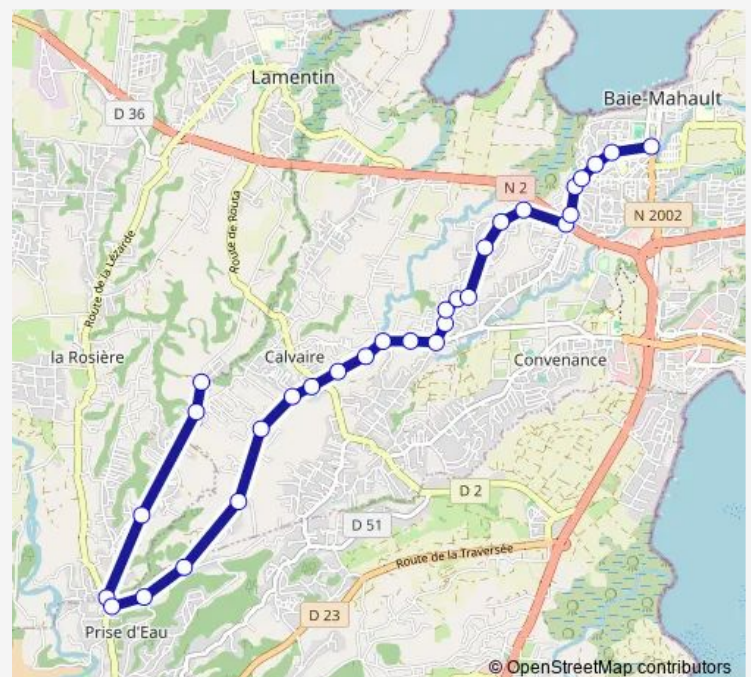 Lamentin
Baie-Mahault
D 36
N 2
N 2002
Route de Routa
Route de la Lézarde
la Rosière
Calvaire
Convenance
D 2
D 51
Route de la Traversée
D 23
Prise d'Eau
© OpenStreetMap contributors